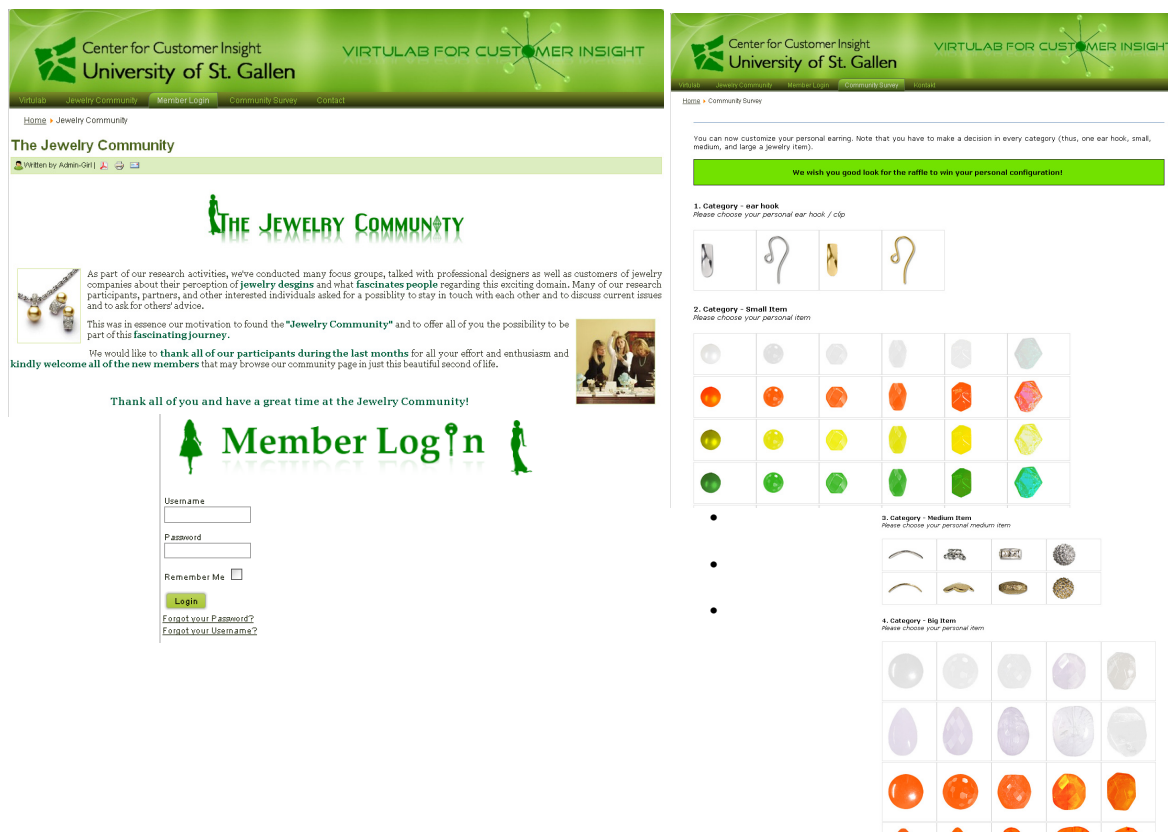 Center for Customer Insight
University of St. Gallen
VIRTULAB FOR CUSTOMER INSIGHT
Virtulab Jewelry Community Member Login Community Survey Contact
Home Jewelry Community
The Jewelry Community
Written by Admin-Girl |
THE JEWELRY COMMUNITY
As part of our research activities, we've conducted many focus groups, talked with professional designers as well as customers of jewelry
companies about their perception of jewelry desgins and what fascinates people regarding this exciting domain. Many of our research
participants, partners, and other interested individuals asked for a possiblity to stay in touch with each other and to discuss current issues
and to ask for others' advice.
This was in essence our motivation to found the "Jewelry Community" and to offer all of you the possibility to be
part of this fascinating journey.
We would like to thank all of our participants during the last months for all your effort and enthusiasm and
kindly welcome all of the new members that may browse our community page in just this beautiful second of life.
Thank all of you and have a great time at the Jewelry Community!
Member Login
Username
Password
Remember Me
Login
Forgot your Password?
Forgot your Username?
Center for Customer Insight
University of St. Gallen
VIRTULAB FOR CUSTOMER INSIGHT
Virtulab Jewelry Community Member Login Community Survey Kontakt
Home Community Survey
You can now customize your personal earring. Note that you have to make a decision in every category (thus, one ear hook, small,
medium, and large a jewelry item).
We wish you good look for the raffle to win your personal configuration!
1. Category - ear hook
Please choose your personal ear hook / clip
2. Category - Small Item
Please choose your personal item
3. Category - Medium Item
Please choose your personal medium item
4. Category - Big Item
Please choose your personal item